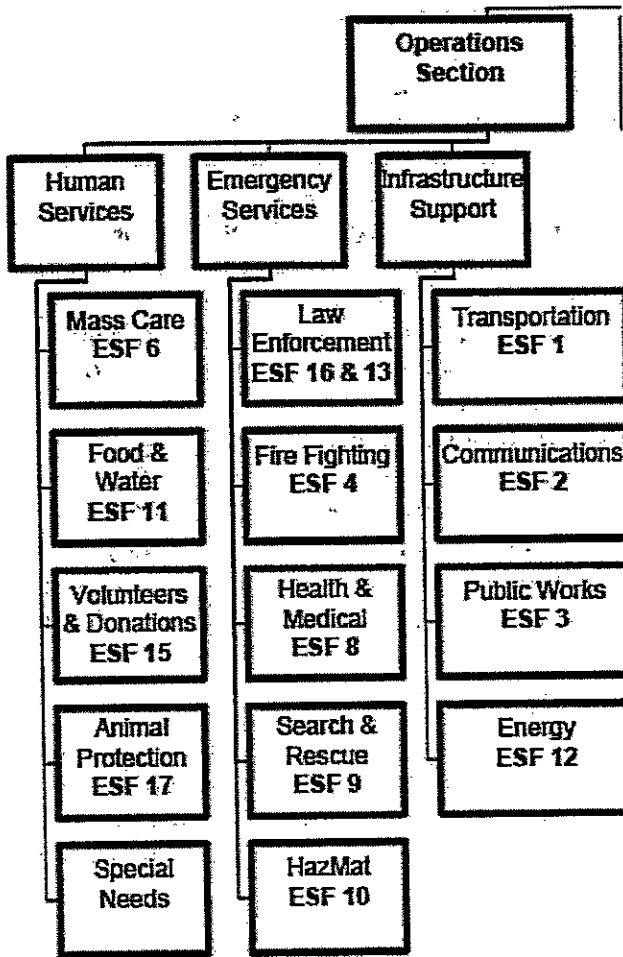 Operations
Section
Human
Services
Emergency
Services
Infrastructure
Support
Mass Care
ESF 6
Food &
Water
ESF 11
Volunteers
& Donations
ESF 15
Animal
Protection
ESF 17
Special
Needs
Law
Enforcement
ESF 16 & 13
Fire Fighting
ESF 4
Health &
Medical
ESF 8
Search &
Rescue
ESF 9
HazMat
ESF 10
Transportation
ESF 1
Communications
ESF 2
Public Works
ESF 3
Energy
ESF 12